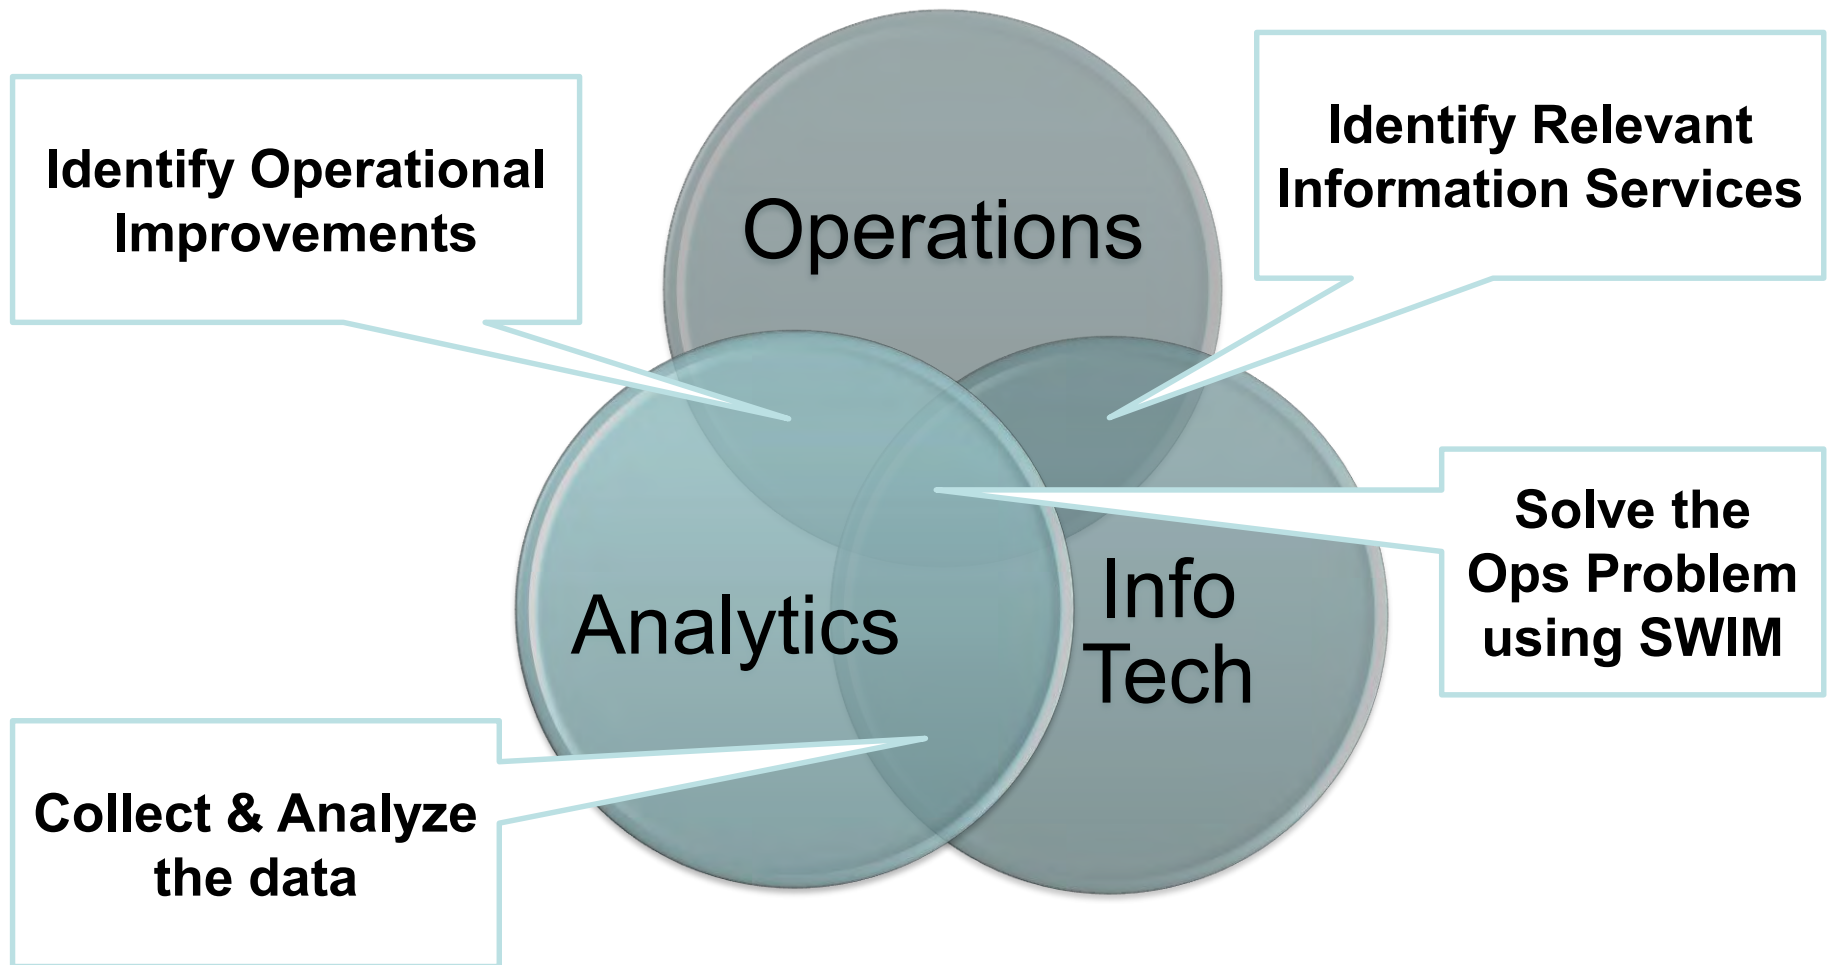 Identify Operational
Improvements
Identify Relevant
Information Services
Operations
Solve the
Ops Problem
using SWIM
Info
Tech
Analytics
Collect & Analyze
the data